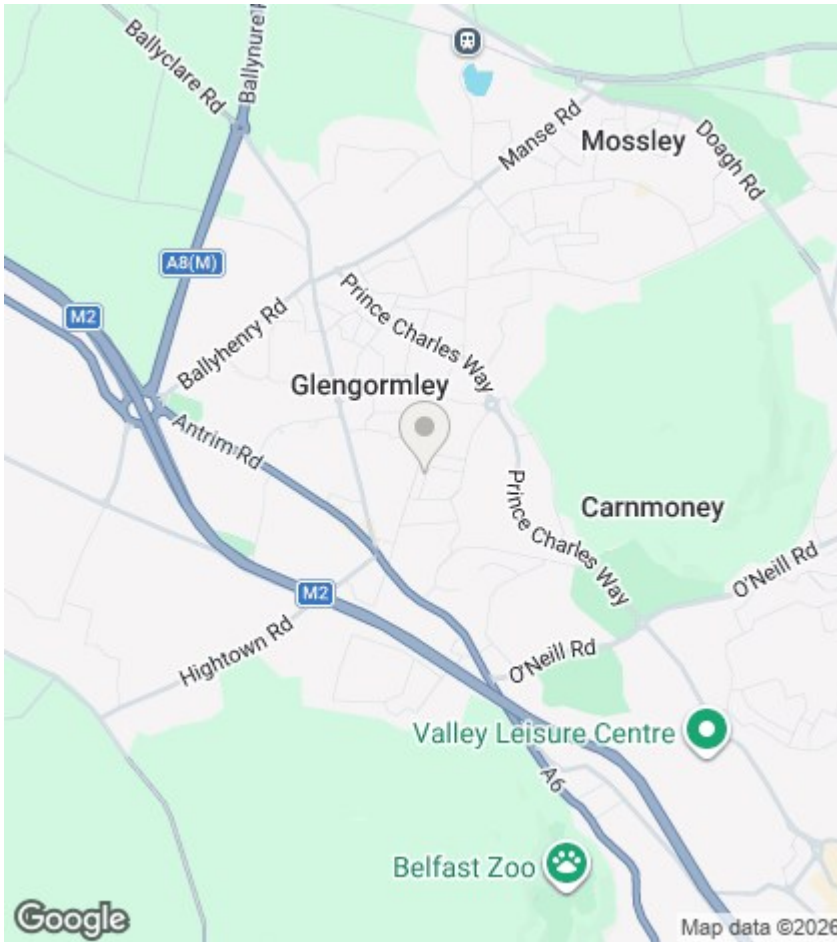 Ballyclare Rd
Ballynure R
Manse Rd
Mossley
Doagh Rd
A8(M)
M2
Ballyhenry Rd
Prince Charles Way
Glengormley
Antrim Rd
Prince Charles Way
Carnmoney
O'Neill Rd
M2
Hightown Rd
O'Neill Rd
Valley Leisure Centre
A6
Belfast Zoo
Google
Map data ©2026